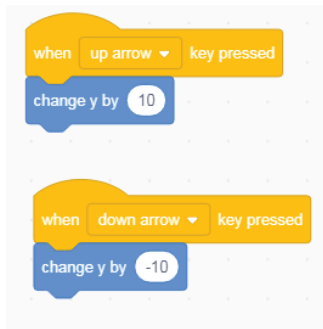 when up arrow key pressed
change y by 10
when down arrow key pressed
change y by -10